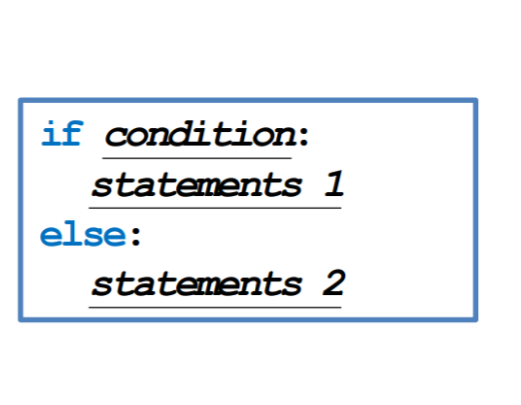 if condition:
statements 1
else:
statements 2